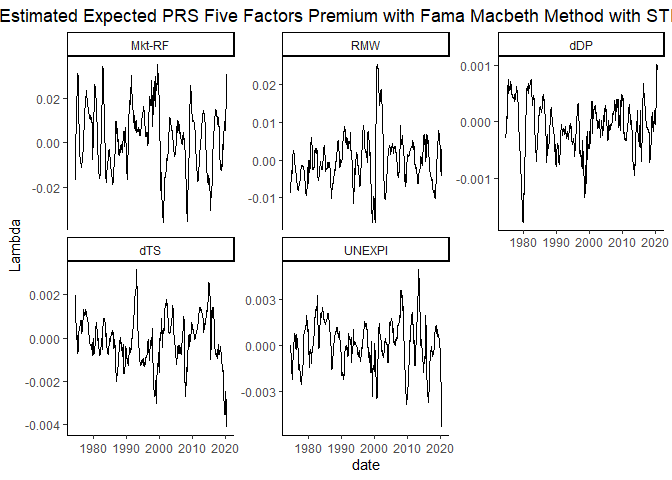 Estimated Expected PRS Five Factors Premium with Fama Macbeth Method with
Mkt-RF RMW dDP
0.02
0.00
-0.02
0.02
0.01
0.00
-0.01
0.001
0.000
-0.001
1980 1990 2000 2010 2020
Lambda
dTS UNEXPI
0.002
0.000
-0.002
-0.004
0.003
0.000
-0.003
1980 1990 2000 2010 2020 1980 1990 2000 2010 2020
date